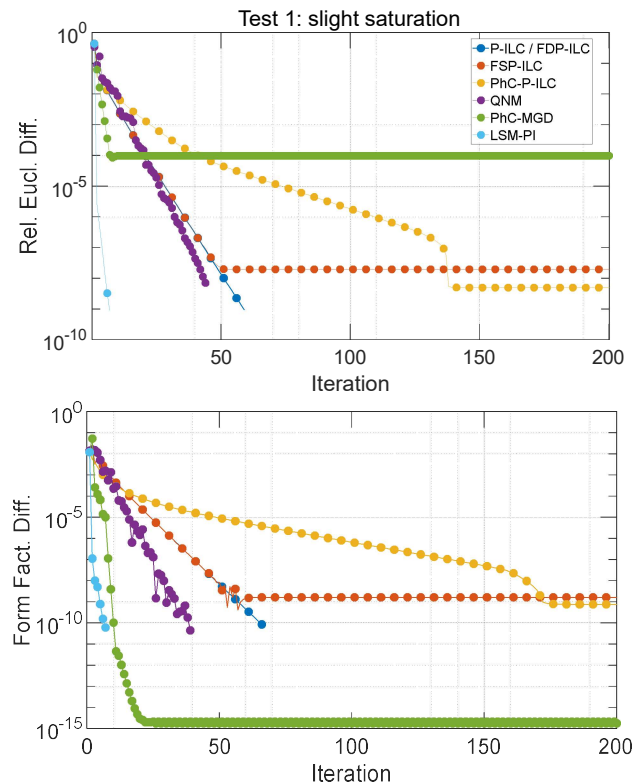 Test 1: slight saturation
10^0
10^-5
10^-10
Rel. Eucl. Diff.
P-ILC / FDP-ILC
FSP-ILC
PhC-P-ILC
QNM
PhC-MGD
LSM-PI
50 100 150 200
Iteration
10^0
10^-5
10^-10
10^-15
Form Fact. Diff.
0 50 100 150 200
Iteration